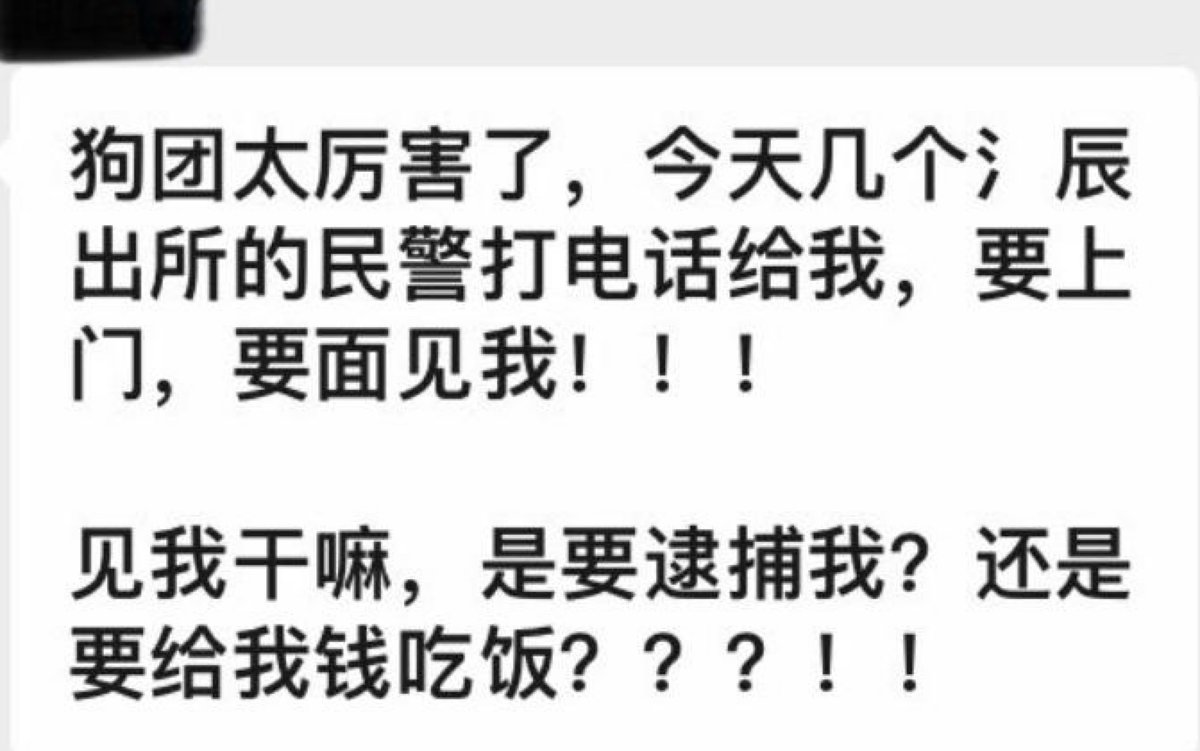 狗团太厉害了，今天几个氵辰
出所的民警打电话给我，要上
门，要面见我！！！
见我干嘛，是要逮捕我？还是
要给我钱吃饭？？？！！